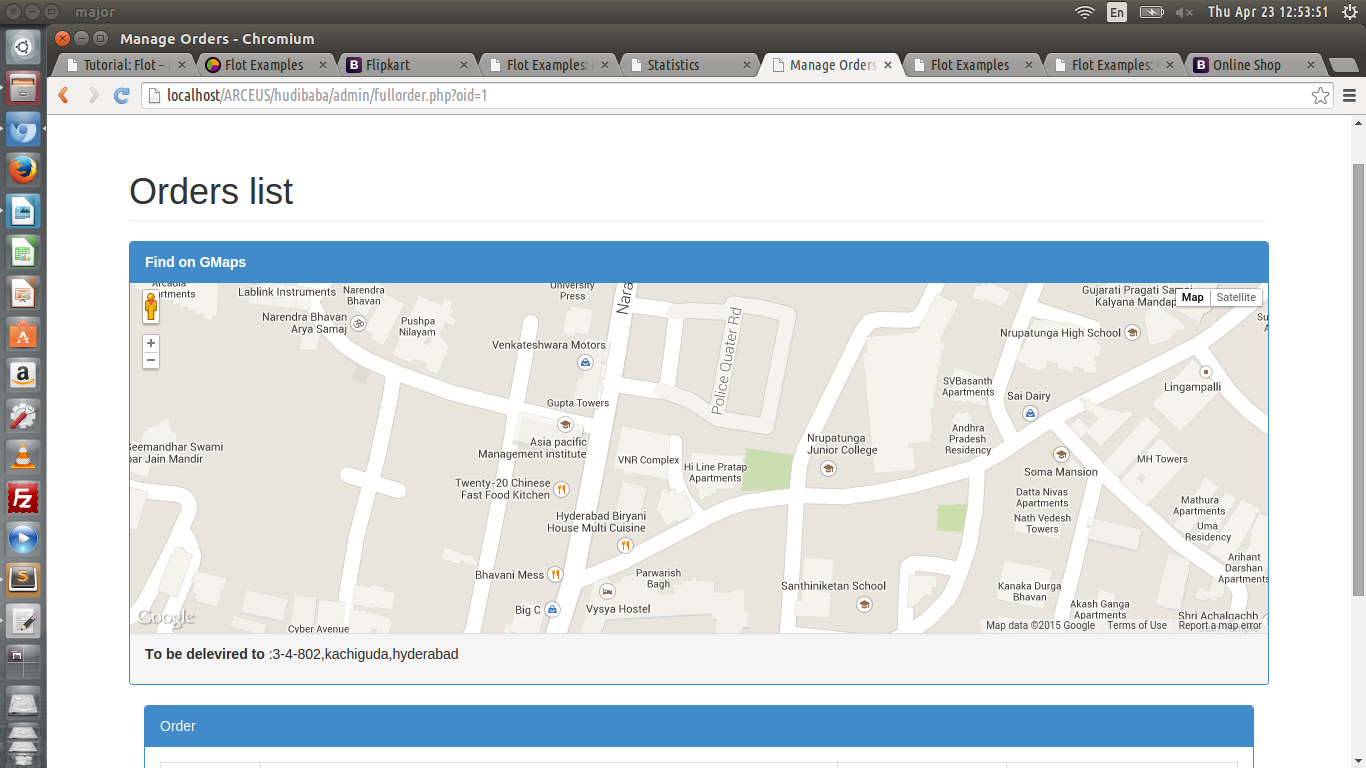 major
En
Thu Apr 23 12:53:51
Manage Orders - Chromium
Tutorial: Flot –
Flot Examples
Flipkart
Flot Examples:
Statistics
Manage Orders
Flot Examples
Flot Examples:
Online Shop
localhost/ARCEUS/hudibaba/admin/fullorder.php?oid=1
Orders list
Find on GMaps
Map
Satellite
Lablink Instruments
Narendra
Bhavan
Narendra Bhavan
Arya Samaj
Pushpa
Nilayam
University
Press
Nara
Venkateshwara Motors
Police Quater Rd
Gujarati Pragati Samaj
Kalyana Mandap
Nrupatunga High School
Lingampalli
SVBasanth
Apartments
Sai Dairy
Gupta Towers
Asia pacific
Management institute
Andhra
Pradesh
Residency
Nrupatunga
Junior College
Seemandhar Swami
par Jain Mandir
VNR Complex
Hi Line Pratap
Apartments
Soma Mansion
MH Towers
Twenty-20 Chinese
Fast Food Kitchen
Datta Nivas
Apartments
Mathura
Apartments
Hyderabad Biryani
House Multi Cuisine
Nath Vedesh
Towers
Uma
Residency
Bhavani Mess
Parwarish
Bagh
Santhiniketan School
Kanaka Durga
Bhavan
Arihant
Darshan
Apartments
Big C
Vysya Hostel
Akash Ganga
Apartments
Shri Achalgachh
Cyber Avenue
Google
Map data ©2015 Google
Terms of Use
Report a map error
To be delevired to :3-4-802,kachiguda,hyderabad
Order